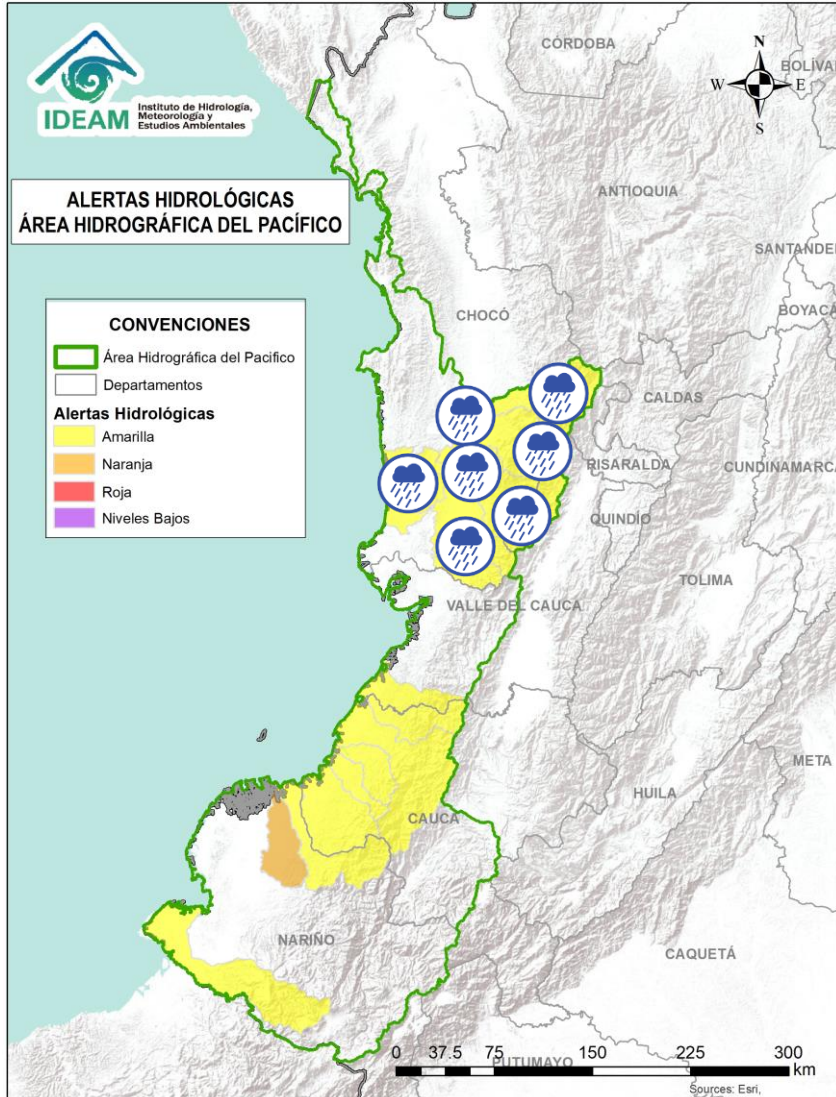 IDEAM
Instituto de Hidrología,
Meteorología y
Estudios Ambientales
ALERTAS HIDROLÓGICAS
ÁREA HIDROGRÁFICA DEL PACÍFICO
CONVENCIONES
Área Hidrográfica del Pacifico
Departamentos
Alertas Hidrológicas
Amarilla
Naranja
Roja
Niveles Bajos
N
W
E
S
CÓRDOBA
BOLÍVAR
ANTIOQUIA
SANTANDER
BOYACÁ
CHOCÓ
CALDAS
RISARALDA
CUNDINAMARCA
QUINDÍO
TOLIMA
VALLE DEL CAUCA
META
HUILA
CAUCA
NARIÑO
CAQUETÁ
PUTUMAYO
0 37.5 75 150 225 300
km
Sources: Esri,